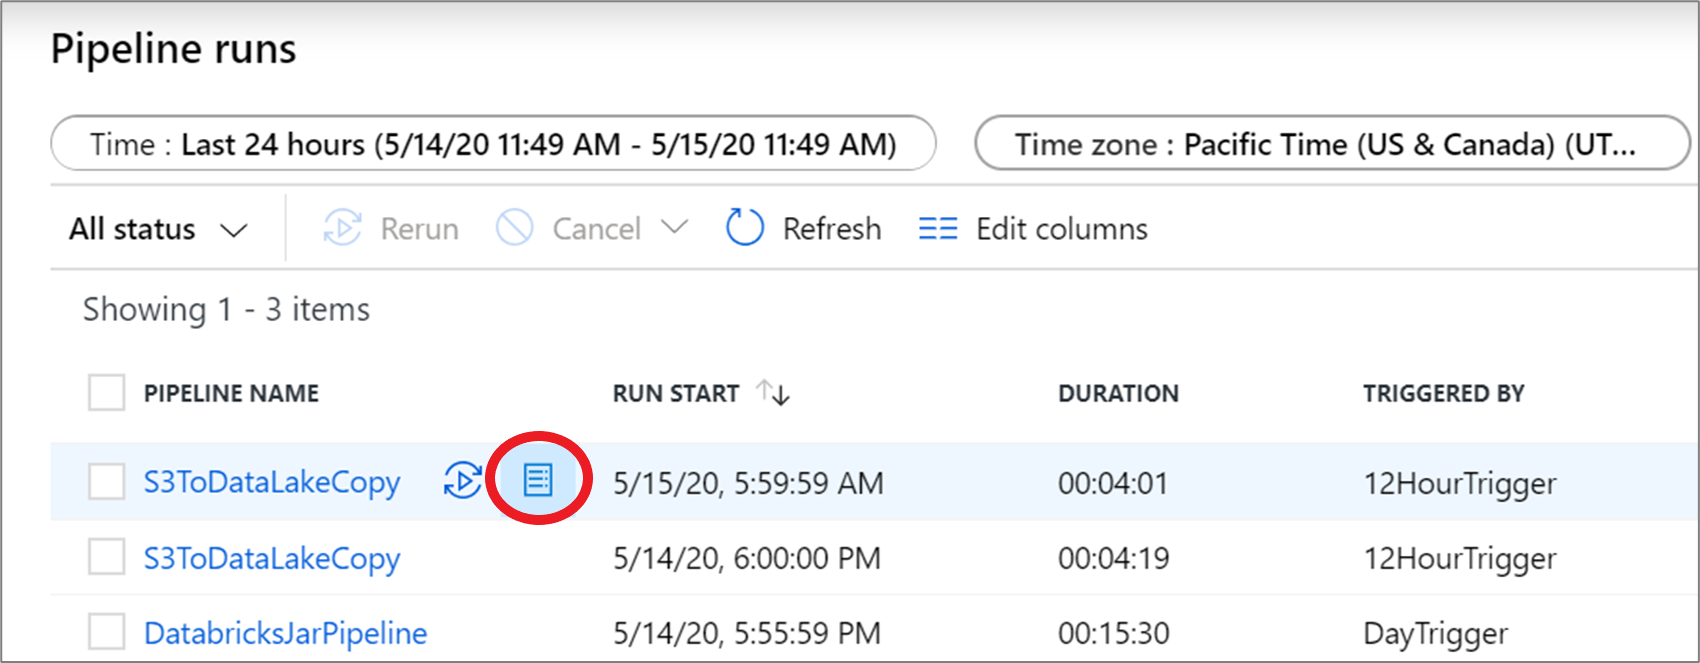 Pipeline runs
Time : Last 24 hours (5/14/20 11:49 AM - 5/15/20 11:49 AM) Time zone : Pacific Time (US & Canada) (UT...
All status Rerun Cancel Refresh Edit columns
Showing 1 - 3 items
PIPELINE NAME RUN START DURATION TRIGGERED BY
S3ToDataLakeCopy 5/15/20, 5:59:59 AM 00:04:01 12HourTrigger
S3ToDataLakeCopy 5/14/20, 6:00:00 PM 00:04:19 12HourTrigger
DatabricksJarPipeline 5/14/20, 5:55:59 PM 00:15:30 DayTrigger